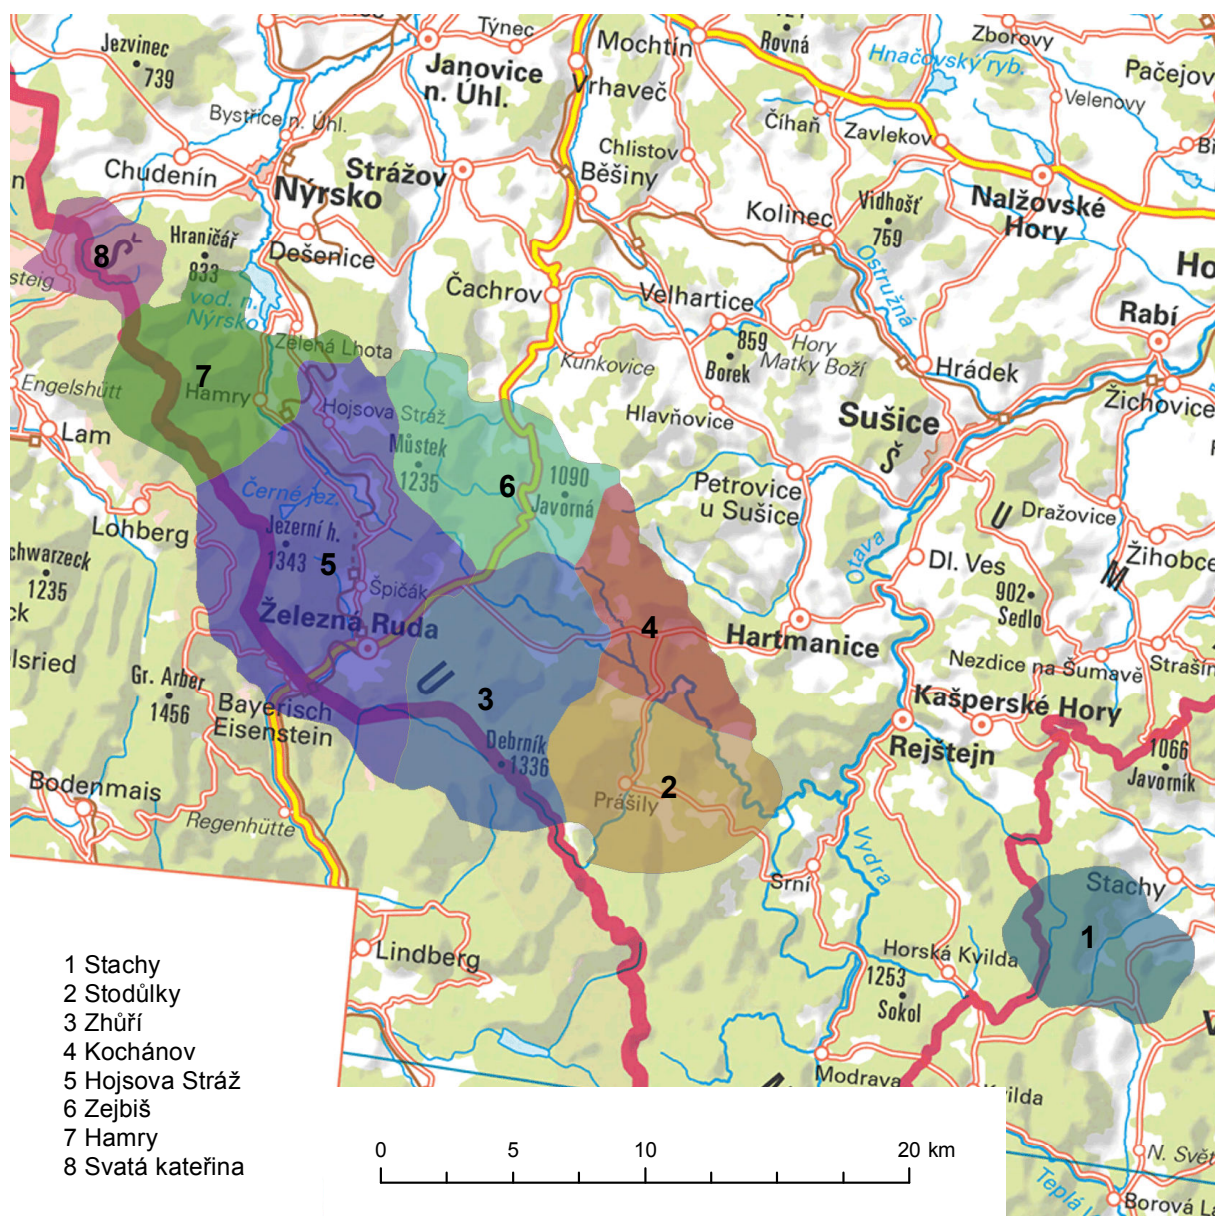 Týnec
Jezvinec
739
Janovice
n. Úhl.
Mochtín
Rovná
Zborovy
Hnačovský ryb.
Pačejov
Vrhaveč
Velenovy
Bystřice n. Úhl.
Číhaň
Zavlekov
Chudenín
Strážov
Chlistov
Běšiny
Nýrsko
Nalžovské
Hory
Vidhošť
759
Kolinec
Ostružná
Hraničář
833
Dešenice
8
Š
steig
vod. n.
Nýrsko
Čachrov
Velhartice
Ho
Rabí
Zelená Lhota
859
Borek
Hory
Matky Boží
Kunkovice
Hrádek
Engelshütt
7
Hamry
Žichovice
Hojsova Stráž
Hlavňovice
Sušice
Š
Lam
Můstek
1235
6
1090
Javorná
Petrovice
u Sušice
Černé jez.
Lohberg
Jezerní h.
1343
5
U
Dražovice
Žihobce
chwarzeck
1235
Otava
Dl. Ves
M
902
Sedlo
Špičák
ck
Železná Ruda
4
Hartmanice
lsried
Nezdice na Šumavě
Strašín
Gr. Arber
1456
U
3
Kašperské Hory
Bayerisch
Eisenstein
Debrník
1336
Rejštejn
1066
Javorník
Bodenmais
2
Prášily
Regenhütte
Vydra
Srní
Stachy
1
Lindberg
Horská Kvilda
1253
Sokol
Modrava
Kvilda
N. Svět
Teplá
Borová La
1 Stachy
2 Stodůlky
3 Zhůří
4 Kochánov
5 Hojsova Stráž
6 Zejbiš
7 Hamry
8 Svatá kateřina
0 5 10 20 km